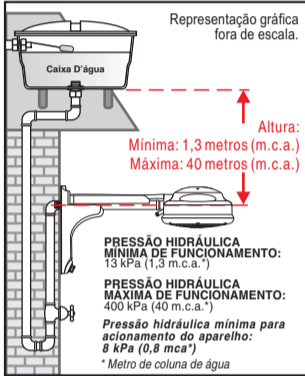 Representação gráfica
fora de escala.
Caixa D'água
Altura:
Mínima: 1,3 metros (m.c.a.)
Máxima: 40 metros (m.c.a.)
PRESSÃO HIDRÁULICA
MÍNIMA DE FUNCIONAMENTO:
13 kPa (1,3 m.c.a.*)
PRESSÃO HIDRÁULICA
MÁXIMA DE FUNCIONAMENTO:
400 kPa (40 m.c.a.*)
Pressão hidráulica mínima para
acionamento do aparelho:
8 kPa (0,8 mca*)
* Metro de coluna de água